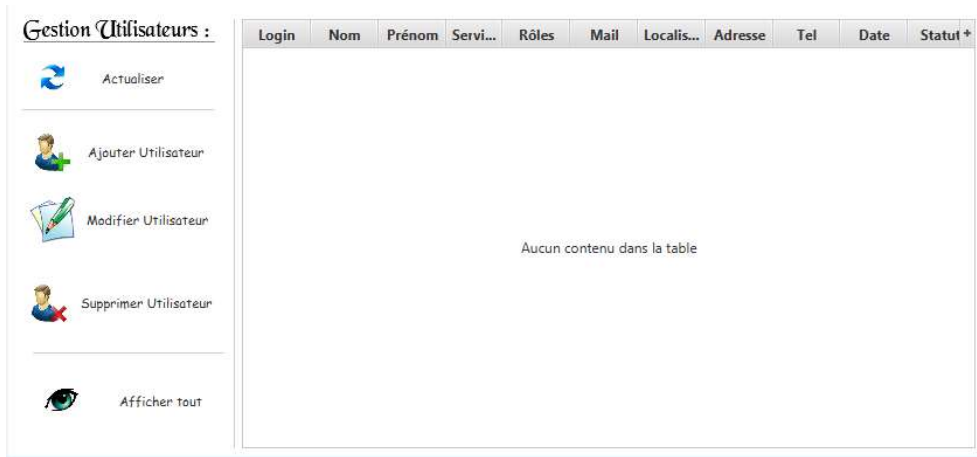 Gestion Utilisateurs :
Actualiser
Ajouter Utilisateur
Modifier Utilisateur
Supprimer Utilisateur
Afficher tout
Login Nom Prénom Servi... Rôles Mail Localis... Adresse Tel Date Statut +
Aucun contenu dans la table